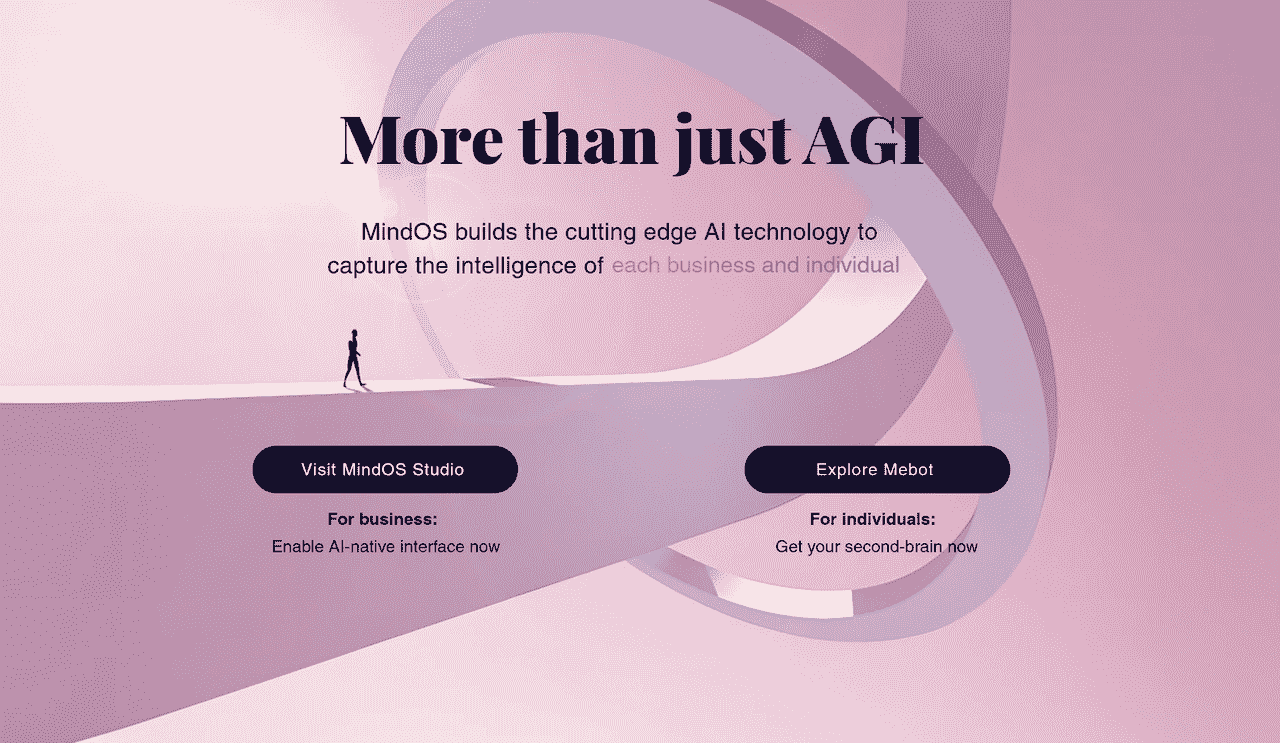 More than just AGI
MindOS builds the cutting edge AI technology to
capture the intelligence of each business and individual
Visit MindOS Studio
For business:
Enable AI-native interface now
Explore Mebot
For individuals:
Get your second-brain now